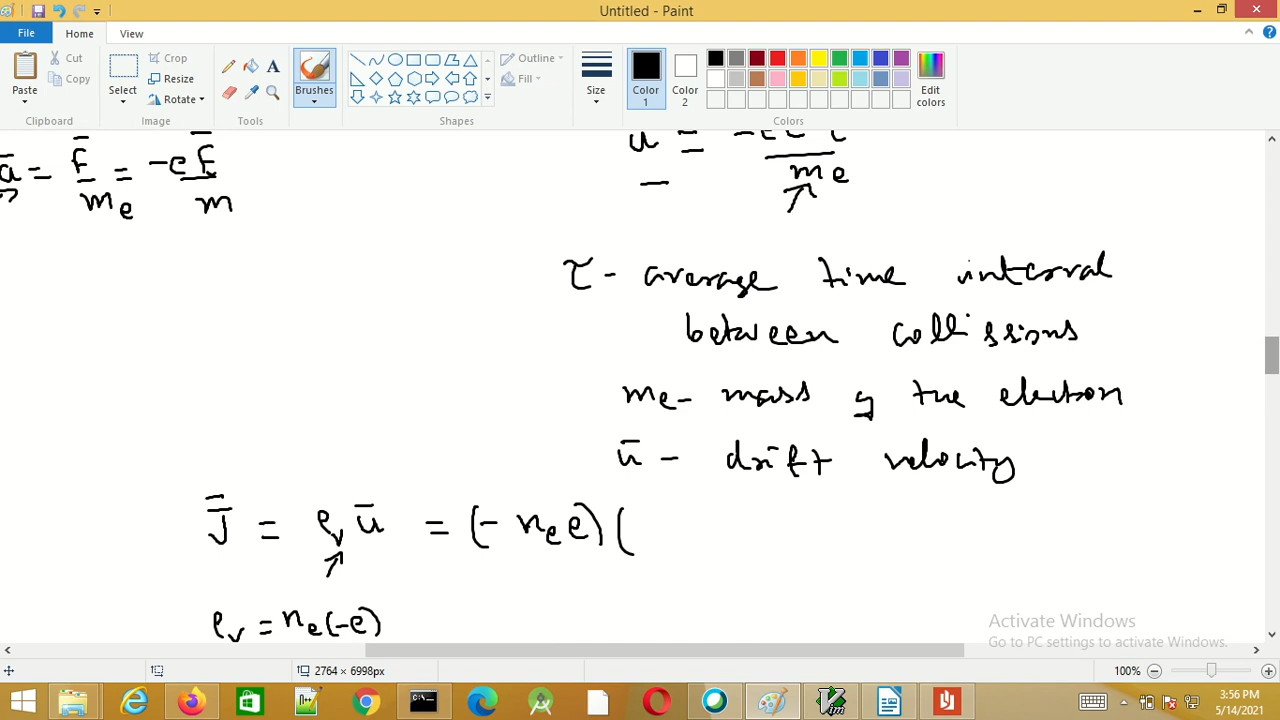 Untitled - Paint
File Home View
Paste Cut Copy Clipboard
Select Crop Resize Rotate Image
Tools
Brushes
Shapes Outline Fill
Size
Color 1 Color 2 Edit colors Colors
ā = F̄/me = -eF̄/m
ū = /me
τ - average time interval
between collissions
me - mass of the electron
ū - drift velocity
J̄ = ρv ū = (- ne e) (
ρv = ne(-e)
Activate Windows
Go to PC settings to activate Windows.
2764 × 6998px 100%
3:56 PM
5/14/2021